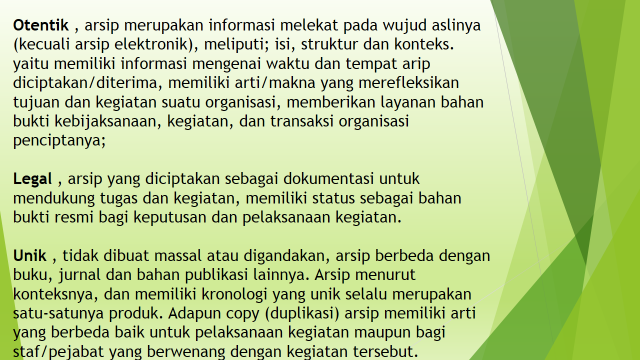 Otentik , arsip merupakan informasi melekat pada wujud aslinya
(kecuali arsip elektronik), meliputi; isi, struktur dan konteks.
yaitu memiliki informasi mengenai waktu dan tempat arip
diciptakan/diterima, memiliki arti/makna yang merefleksikan
tujuan dan kegiatan suatu organisasi, memberikan layanan bahan
bukti kebijaksanaan, kegiatan, dan transaksi organisasi
penciptanya;
Legal , arsip yang diciptakan sebagai dokumentasi untuk
mendukung tugas dan kegiatan, memiliki status sebagai bahan
bukti resmi bagi keputusan dan pelaksanaan kegiatan.
Unik , tidak dibuat massal atau digandakan, arsip berbeda dengan
buku, jurnal dan bahan publikasi lainnya. Arsip menurut
konteksnya, dan memiliki kronologi yang unik selalu merupakan
satu-satunya produk. Adapun copy (duplikasi) arsip memiliki arti
yang berbeda baik untuk pelaksanaan kegiatan maupun bagi
staf/pejabat yang berwenang dengan kegiatan tersebut.